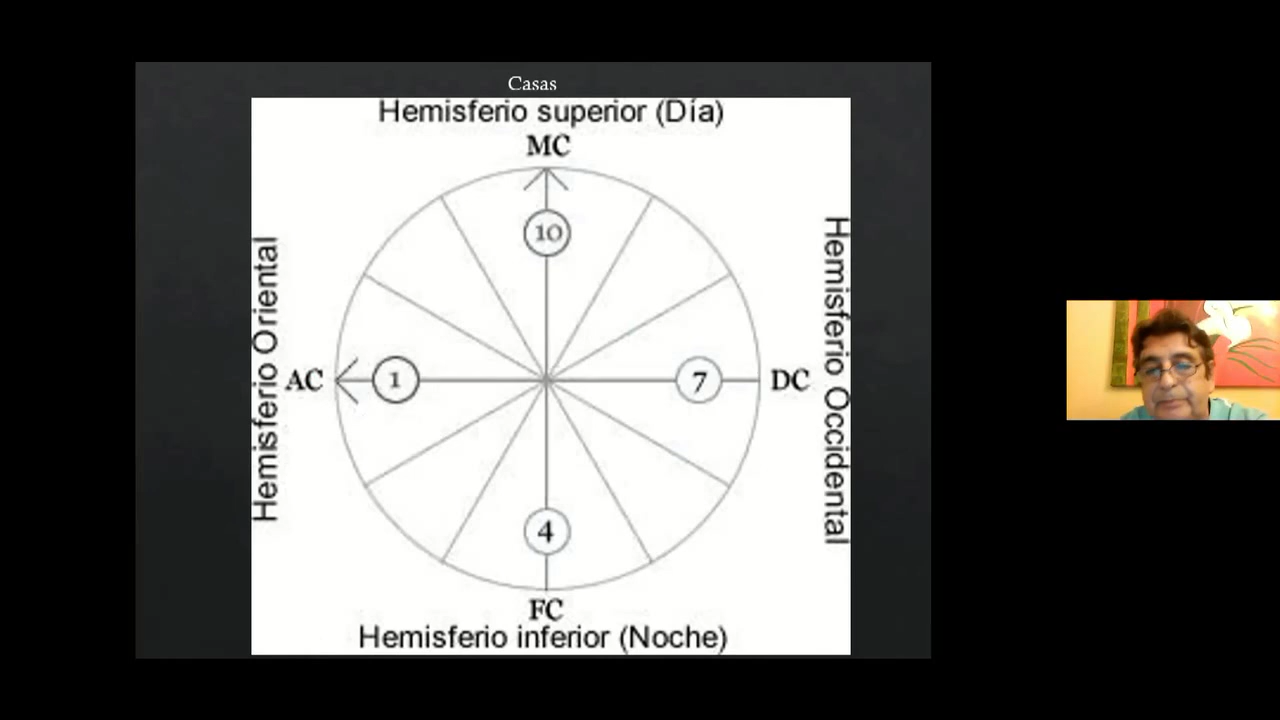 Casas
Hemisferio superior (Día)
MC
10
Hemisferio Oriental
AC
1
7
DC
Hemisferio Occidental
4
FC
Hemisferio inferior (Noche)